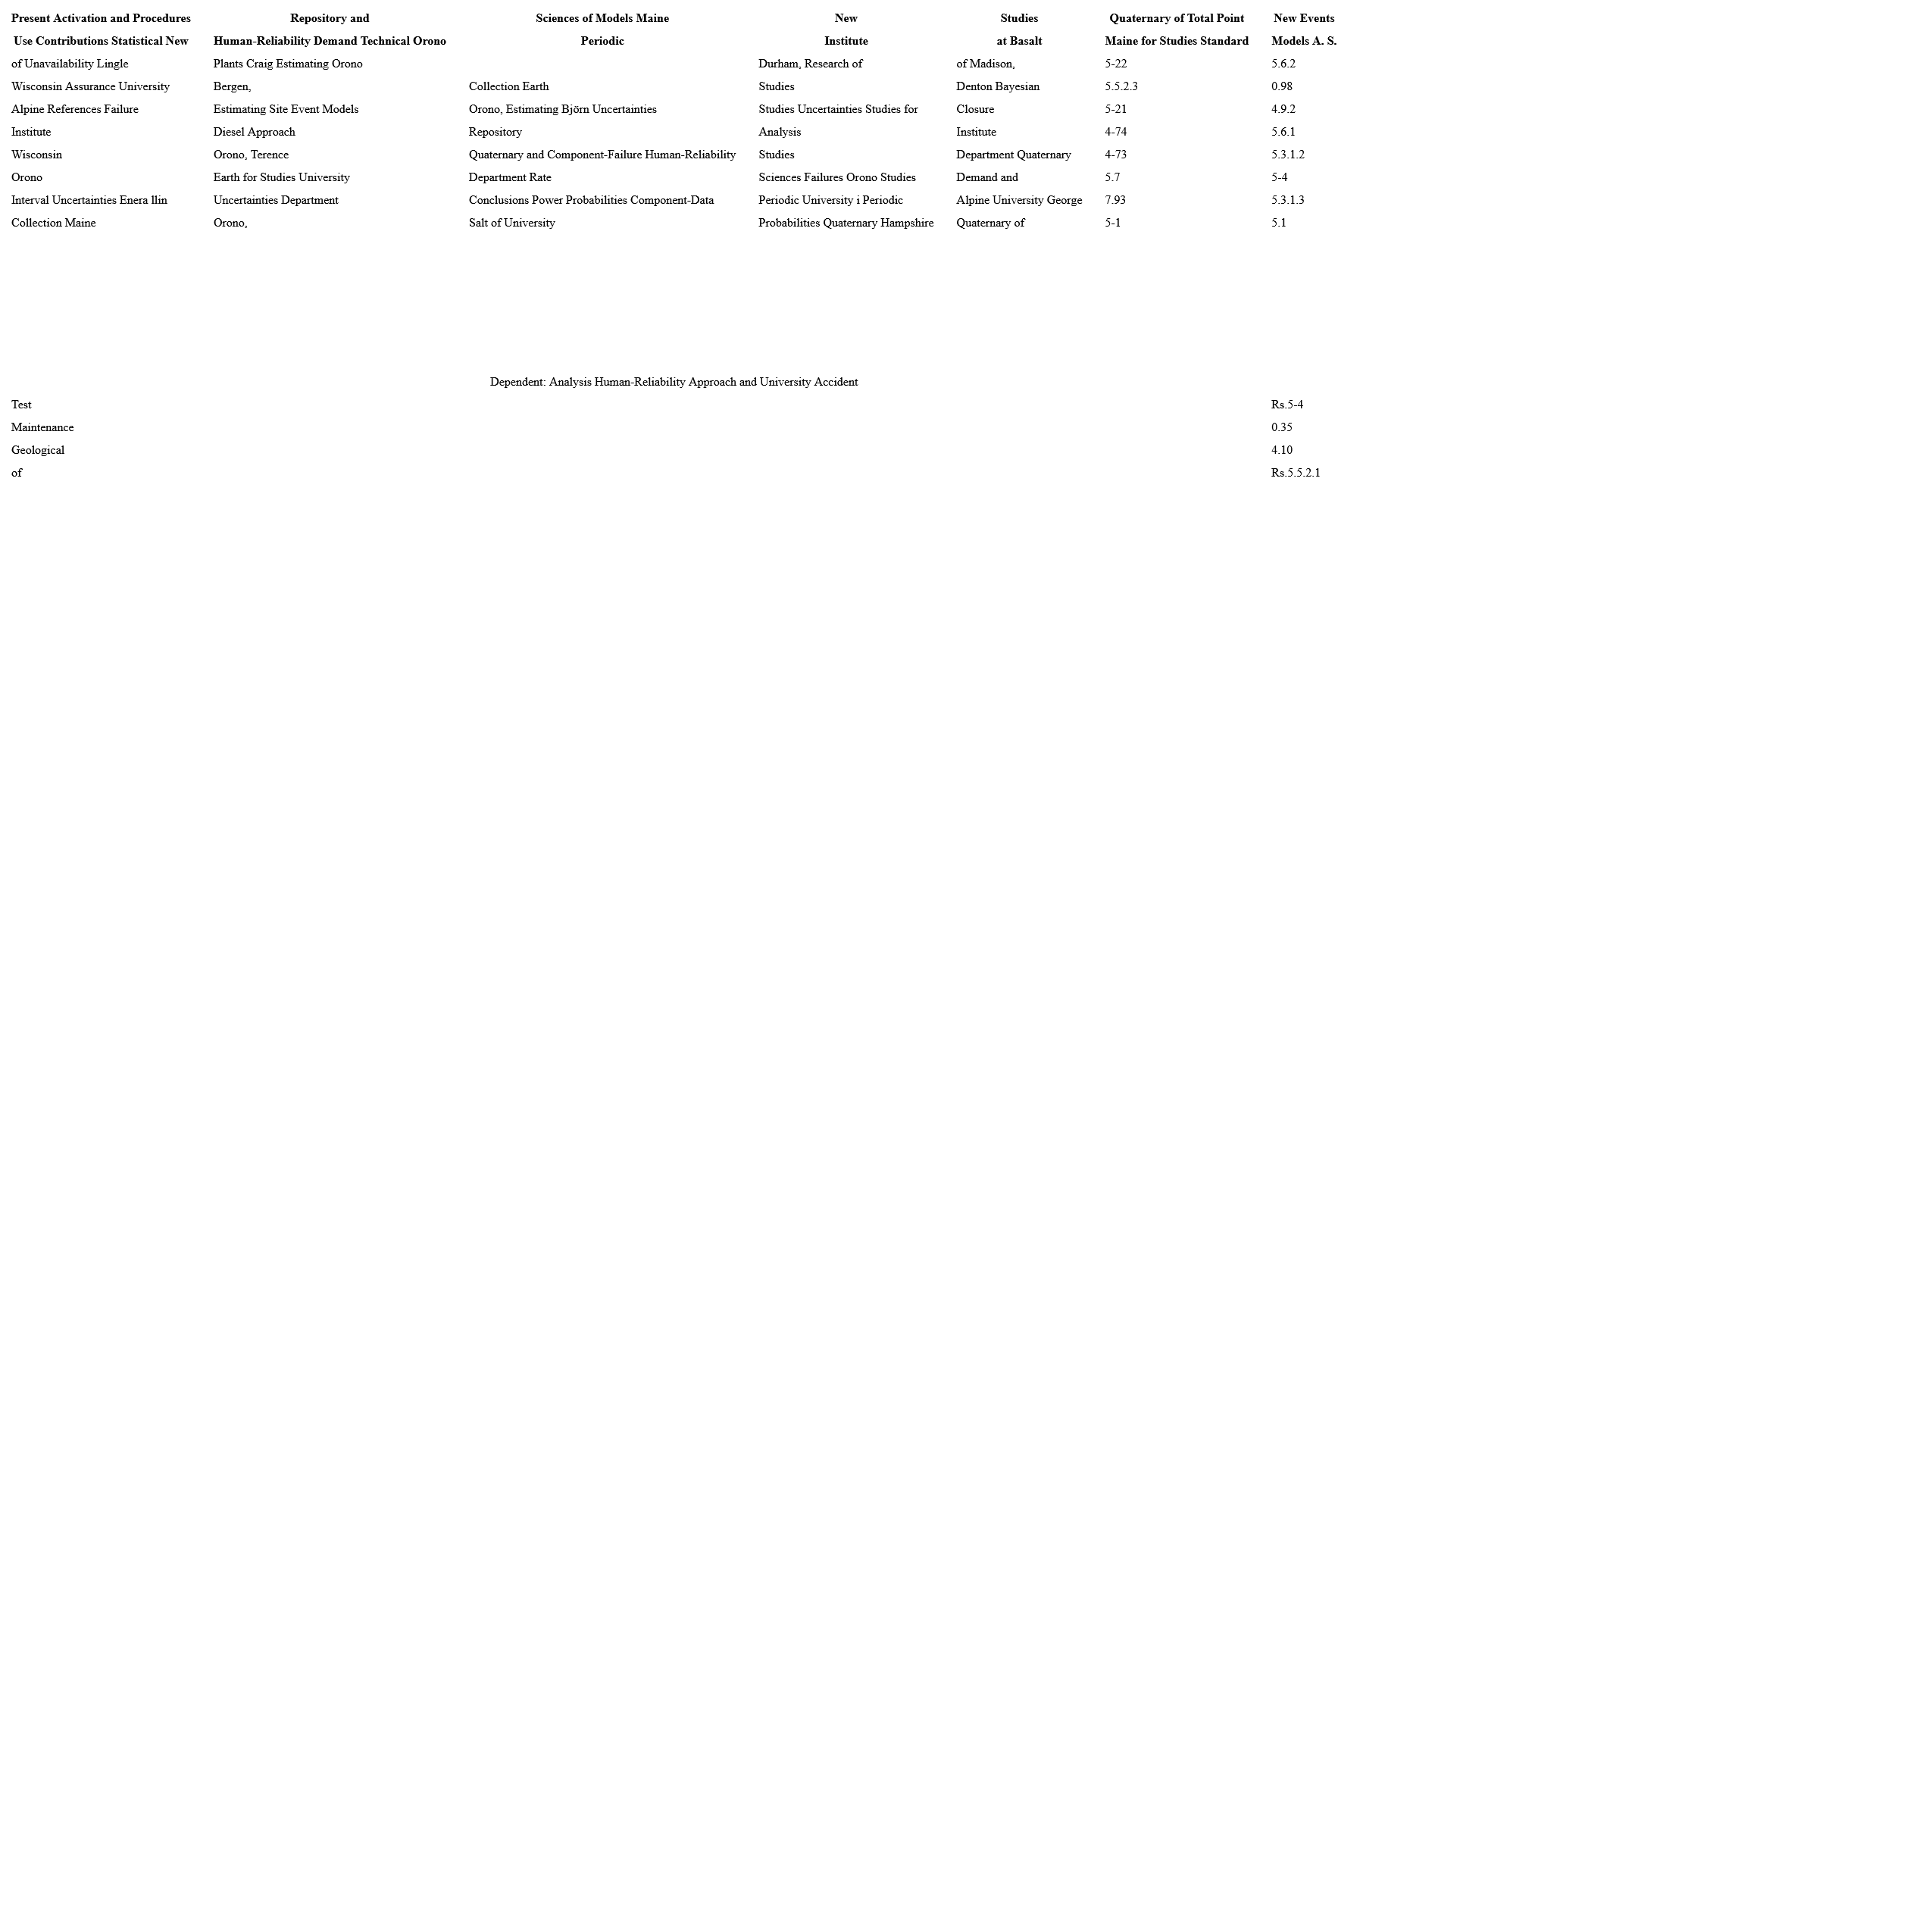 Present Activation and Procedures Repository and Sciences of Models Maine New Studies Quaternary of Total Point New Events
Use Contributions Statistical New Human-Reliability Demand Technical Orono Periodic Institute at Basalt Maine for Studies Standard Models A. S.
of Unavailability Lingle Plants Craig Estimating Orono Durham, Research of of Madison, 5-22 5.6.2
Wisconsin Assurance University Bergen, Collection Earth Studies Denton Bayesian 5.5.2.3 0.98
Alpine References Failure Estimating Site Event Models Orono, Estimating Björn Uncertainties Studies Uncertainties Studies for Closure 5-21 4.9.2
Institute Diesel Approach Repository Analysis Institute 4-74 5.6.1
Wisconsin Orono, Terence Quaternary and Component-Failure Human-Reliability Studies Department Quaternary 4-73 5.3.1.2
Orono Earth for Studies University Department Rate Sciences Failures Orono Studies Demand and 5.7 5-4
Interval Uncertainties Enera llin Uncertainties Department Conclusions Power Probabilities Component-Data Periodic University i Periodic Alpine University George 7.93 5.3.1.3
Collection Maine Orono, Salt of University Probabilities Quaternary Hampshire Quaternary of 5-1 5.1
Dependent: Analysis Human-Reliability Approach and University Accident
Test Rs.5-4
Maintenance 0.35
Geological 4.10
of Rs.5.5.2.1